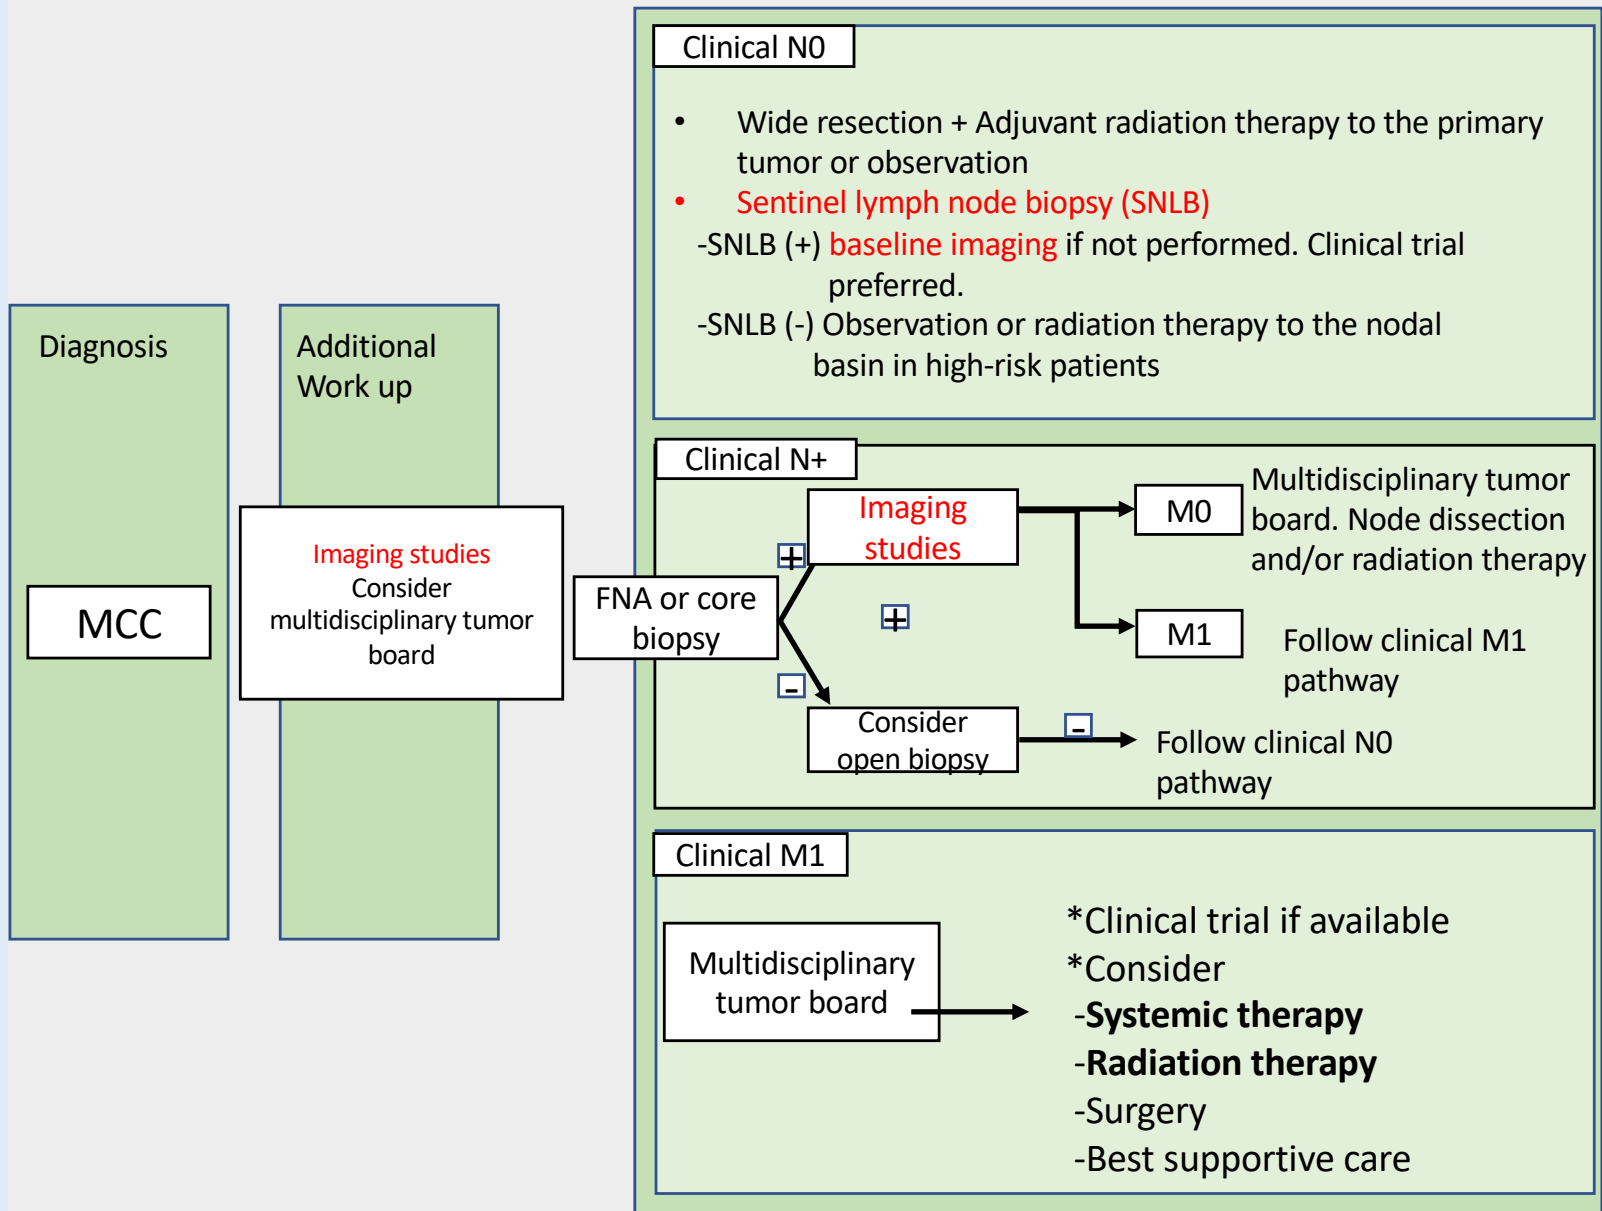 Diagnosis
MCC
Additional
Work up
Imaging studies
Consider
multidisciplinary tumor
board
Clinical N0
• Wide resection + Adjuvant radiation therapy to the primary
tumor or observation
• Sentinel lymph node biopsy (SNLB)
-SNLB (+) baseline imaging if not performed. Clinical trial
preferred.
-SNLB (-) Observation or radiation therapy to the nodal
basin in high-risk patients
Clinical N+
FNA or core
biopsy
+
Imaging
studies
M0
Multidisciplinary tumor
board. Node dissection
and/or radiation therapy
+
M1
Follow clinical M1
pathway
-
Consider
open biopsy
-
Follow clinical N0
pathway
Clinical M1
Multidisciplinary
tumor board
*Clinical trial if available
*Consider
-Systemic therapy
-Radiation therapy
-Surgery
-Best supportive care